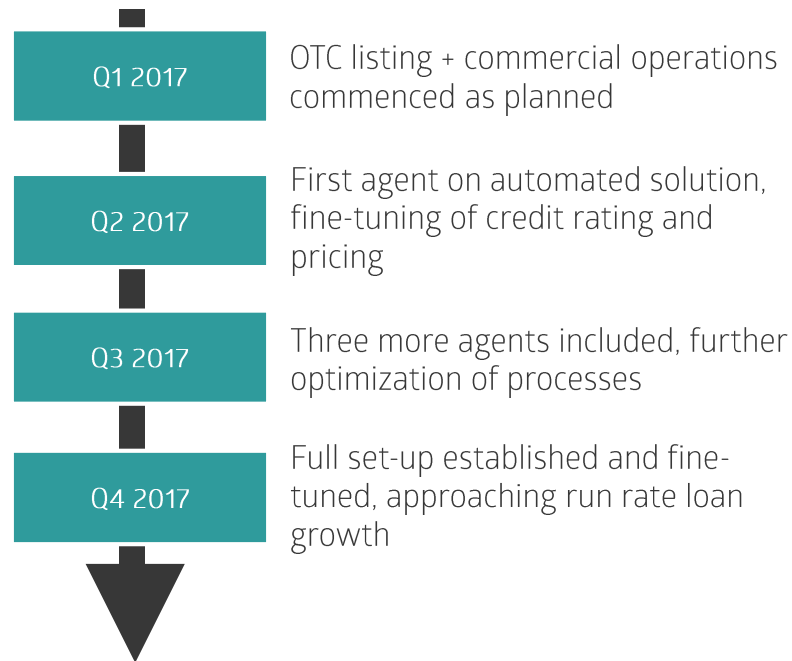 Q1 2017
OTC listing + commercial operations
commenced as planned
Q2 2017
First agent on automated solution,
fine-tuning of credit rating and
pricing
Q3 2017
Three more agents included, further
optimization of processes
Q4 2017
Full set-up established and fine-
tuned, approaching run rate loan
growth